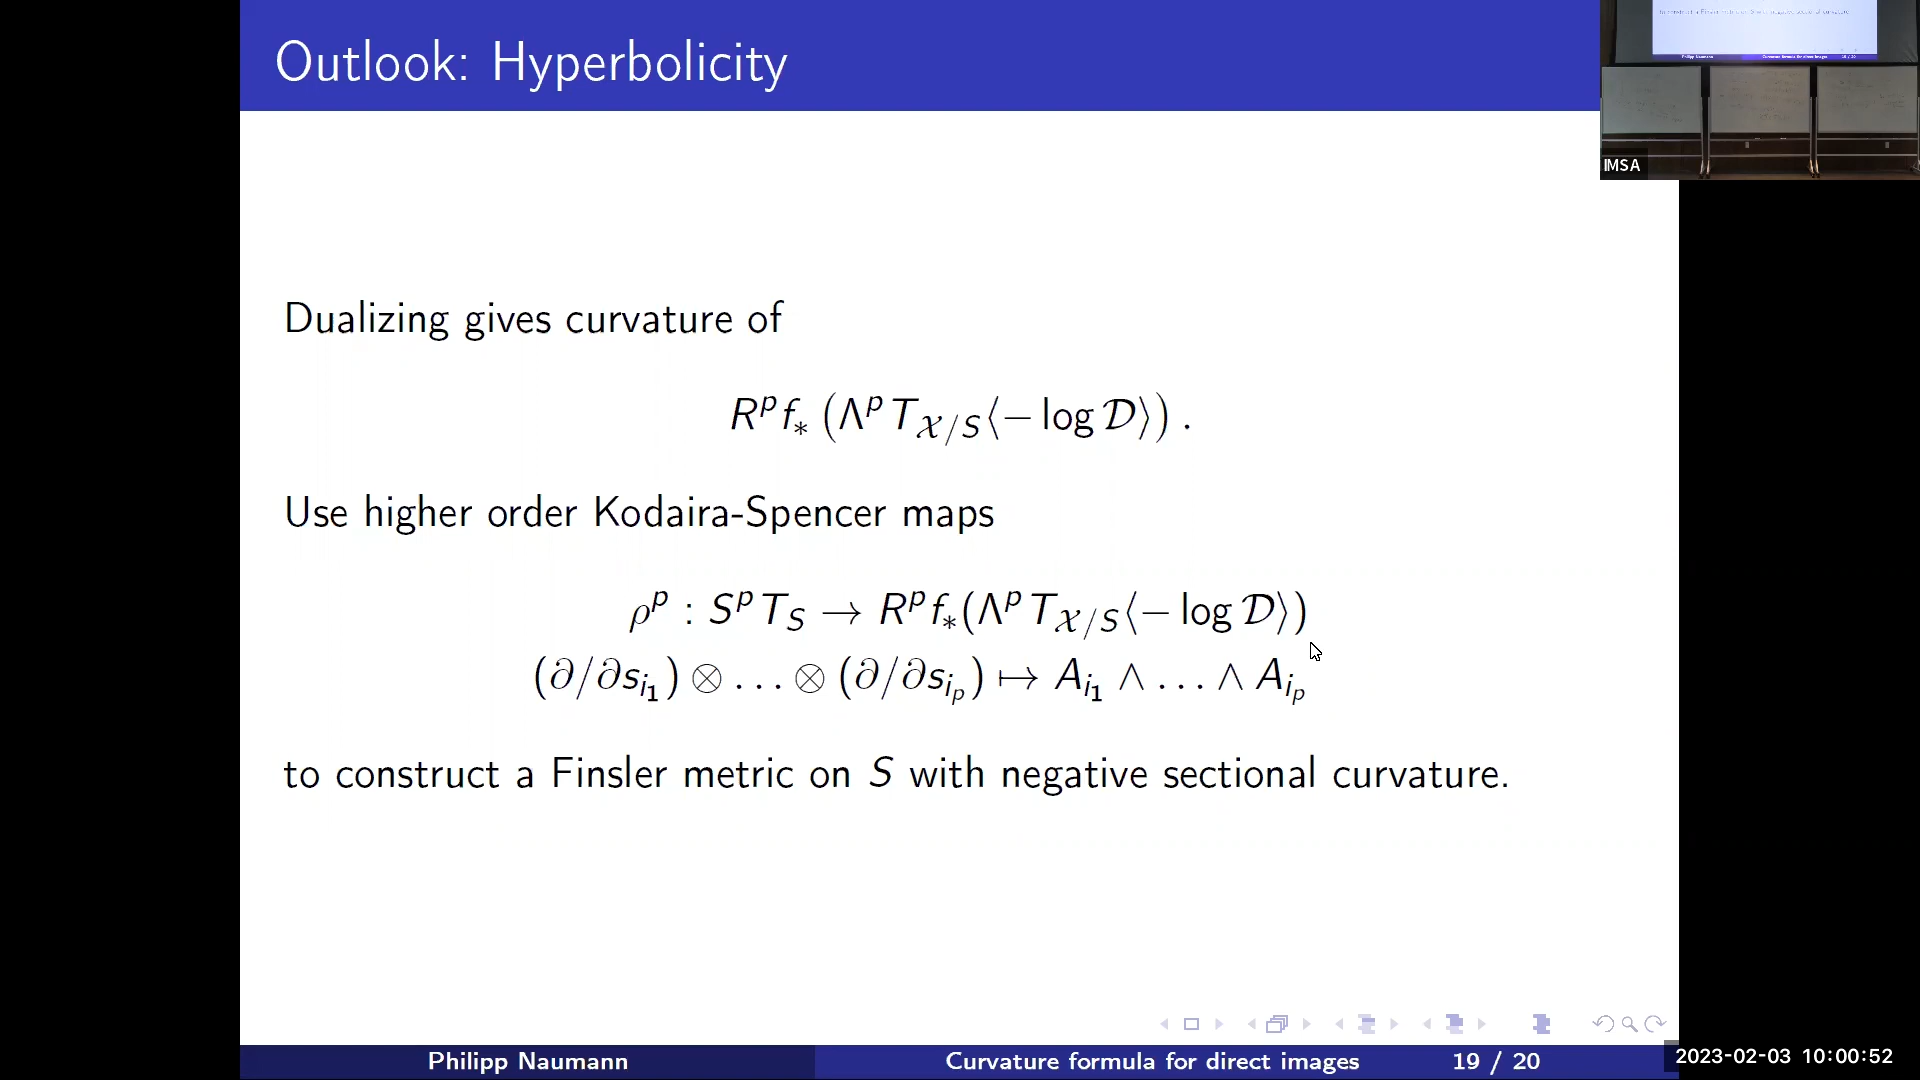 Outlook: Hyperbolicity
IMSA
Dualizing gives curvature of
R^p f_* (Λ^p T_{𝒳/S}⟨− log 𝒟⟩) .
Use higher order Kodaira-Spencer maps
ρ^p : S^p T_S → R^p f_*(Λ^p T_{𝒳/S}⟨− log 𝒟⟩)
(∂/∂s_{i_1}) ⊗ … ⊗ (∂/∂s_{i_p}) ↦ A_{i_1} ∧ … ∧ A_{i_p}
to construct a Finsler metric on S with negative sectional curvature.
Philipp Naumann Curvature formula for direct images 19 / 20
2023-02-03 10:00:52